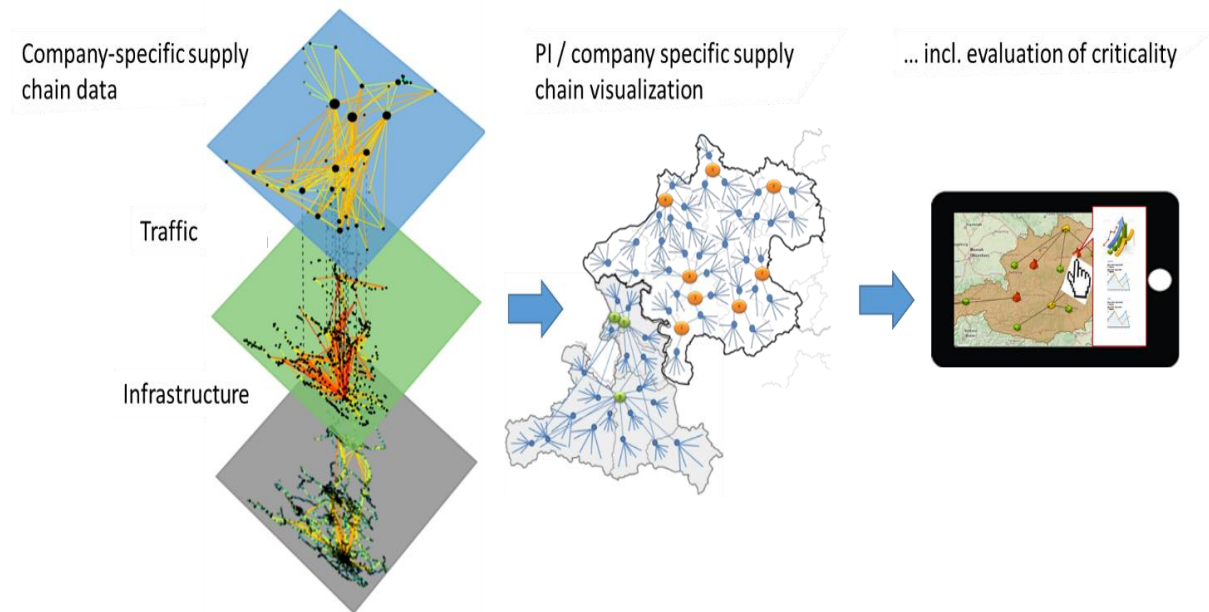 Company-specific supply
chain data
Traffic
Infrastructure
PI / company specific supply
chain visualization
... incl. evaluation of criticality